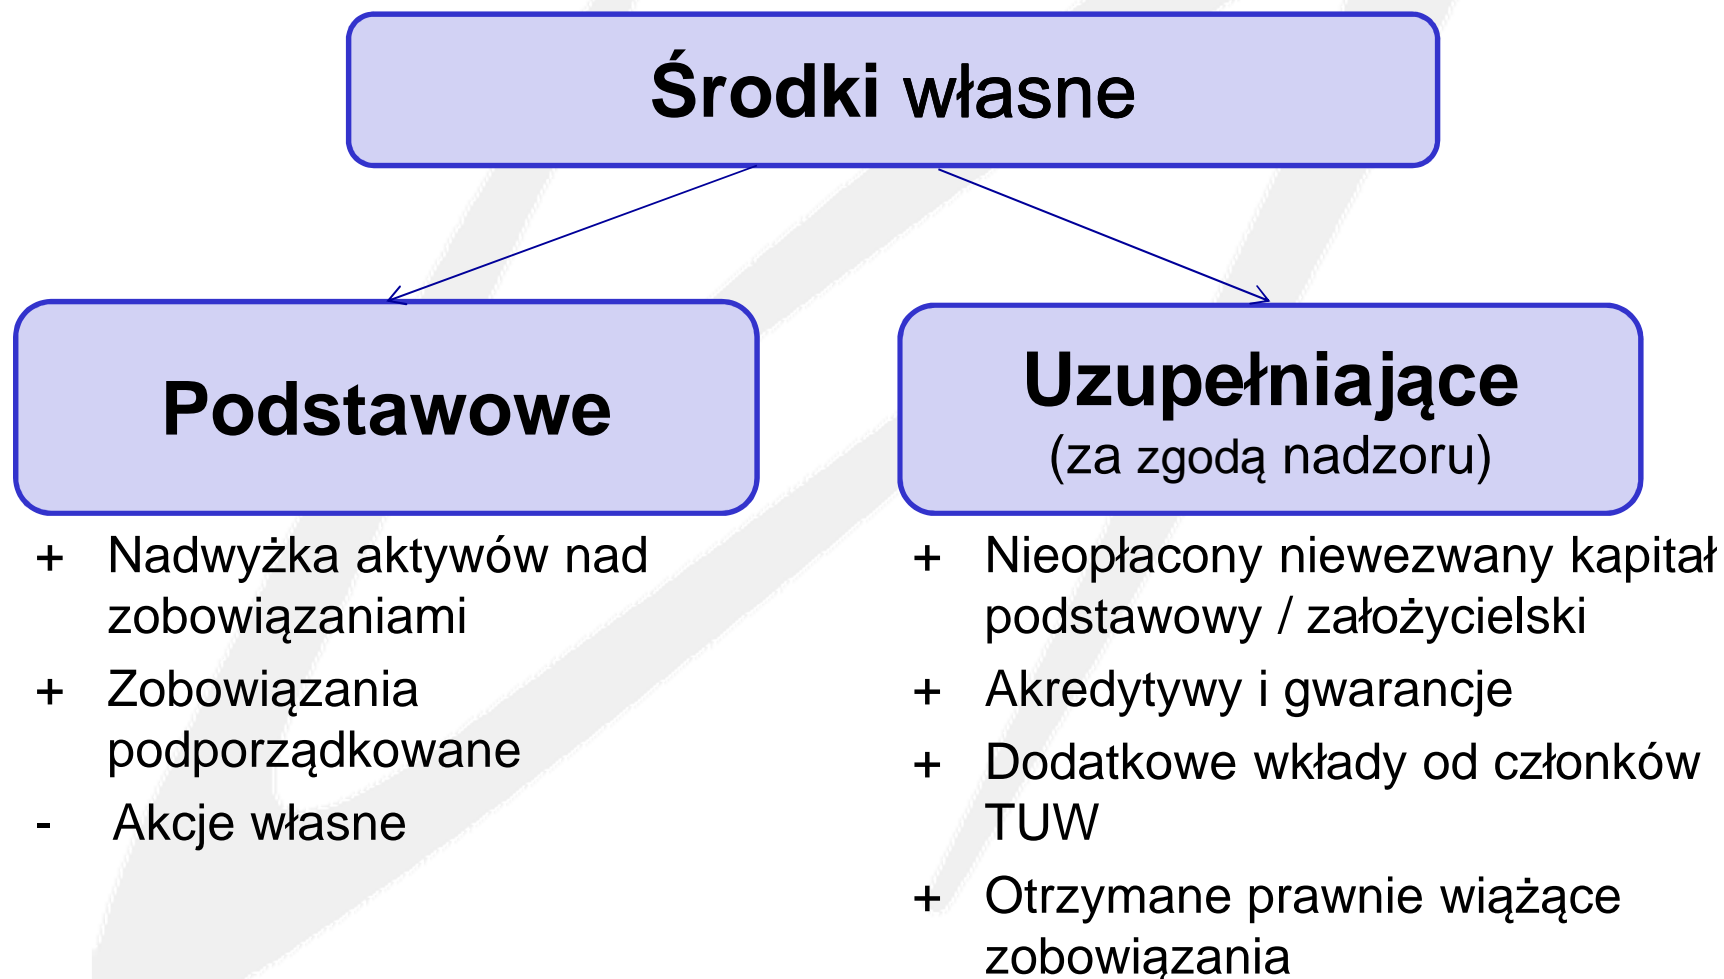 Środki własne
Podstawowe
+ Nadwyżka aktywów nad
zobowiązaniami
+ Zobowiązania
podporządkowane
- Akcje własne
Uzupełniające
(za zgodą nadzoru)
+ Nieopłacony niewezwany kapitał
podstawowy / założycielski
+ Akredytywy i gwarancje
+ Dodatkowe wkłady od członków
TUW
+ Otrzymane prawnie wiążące
zobowiązania